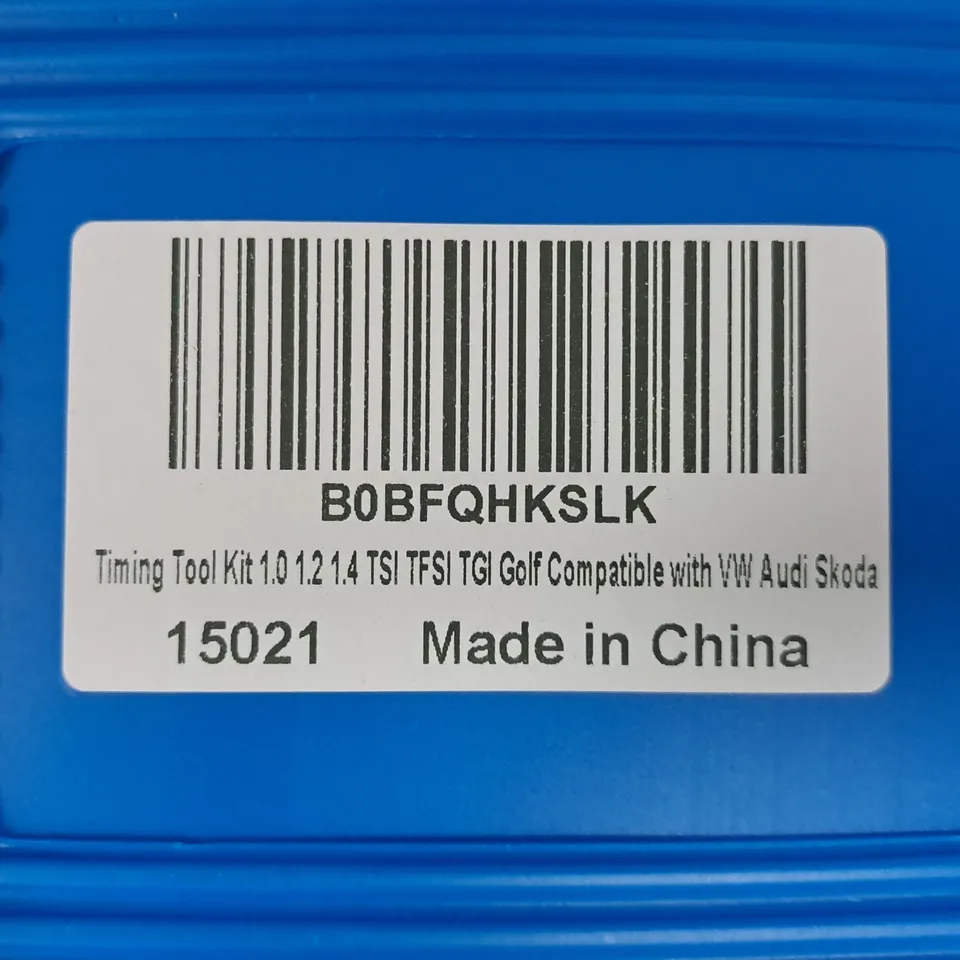 B0BFQHKSLK
Timing Tool Kit 1.0 1.2 1.4 TSI TFSI TGI Golf Compatible with VW Audi Skoda
15021 Made in China